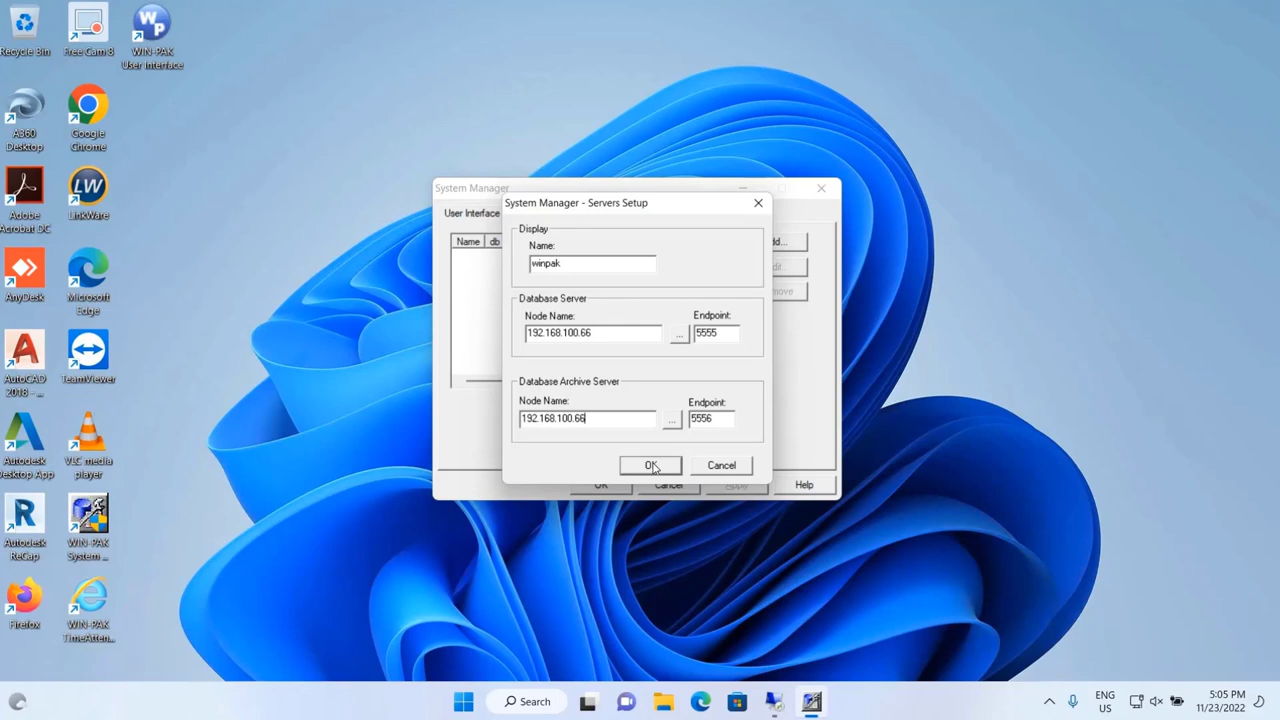 Recycle Bin
Free Cam 8
WIN-PAK
User Interface
A360
Desktop
Google
Chrome
Adobe
Acrobat DC
LW
LinkWare
AnyDesk
Microsoft
Edge
AutoCAD
2018 - ...
TeamViewer
Autodesk
Desktop App
VLC media
player
Autodesk
ReCap
WIN-PAK
System ...
Firefox
WIN-PAK
TimeAtten...
System Manager
User Interface
Name
db
System Manager - Servers Setup
Display
Name:
winpak
Database Server
Node Name:
Endpoint:
192.168.100.66
...
5555
Database Archive Server
Node Name:
Endpoint:
192.168.100.66
...
5556
OK
Cancel
OK
Cancel
Apply
Help
Search
ENG
US
5:05 PM
11/23/2022